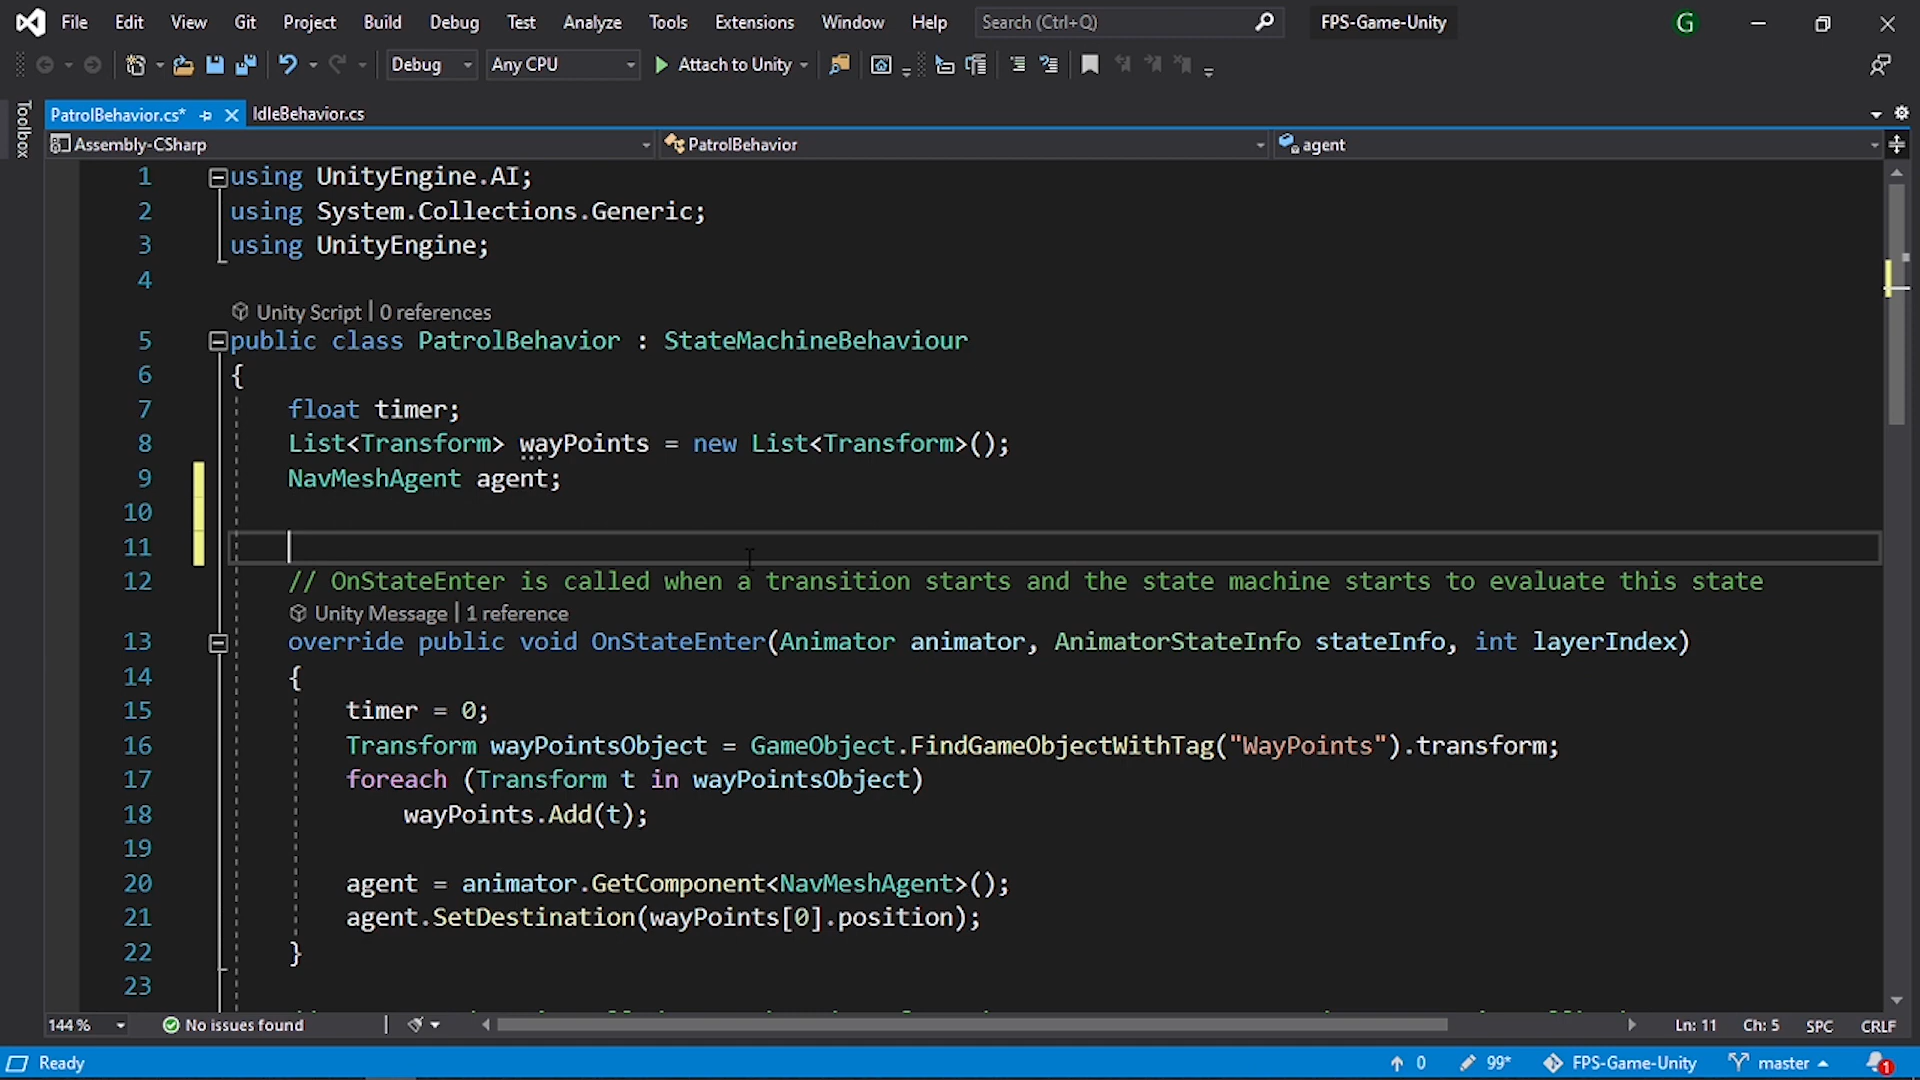 File Edit View Git Project Build Debug Test Analyze Tools Extensions Window Help Search (Ctrl+Q) FPS-Game-Unity G
Debug Any CPU Attach to Unity
Toolbox
PatrolBehavior.cs* IdleBehavior.cs
Assembly-CSharp PatrolBehavior agent
1 using UnityEngine.AI;
2 using System.Collections.Generic;
3 using UnityEngine;
4
Unity Script | 0 references
5 public class PatrolBehavior : StateMachineBehaviour
6 {
7 float timer;
8 List<Transform> wayPoints = new List<Transform>();
9 NavMeshAgent agent;
10
11
12 // OnStateEnter is called when a transition starts and the state machine starts to evaluate this state
Unity Message | 1 reference
13 override public void OnStateEnter(Animator animator, AnimatorStateInfo stateInfo, int layerIndex)
14 {
15 timer = 0;
16 Transform wayPointsObject = GameObject.FindGameObjectWithTag("WayPoints").transform;
17 foreach (Transform t in wayPointsObject)
18 wayPoints.Add(t);
19
20 agent = animator.GetComponent<NavMeshAgent>();
21 agent.SetDestination(wayPoints[0].position);
22 }
23
144 % No issues found Ln: 11 Ch: 5 SPC CRLF
Ready 0 99* FPS-Game-Unity master 1